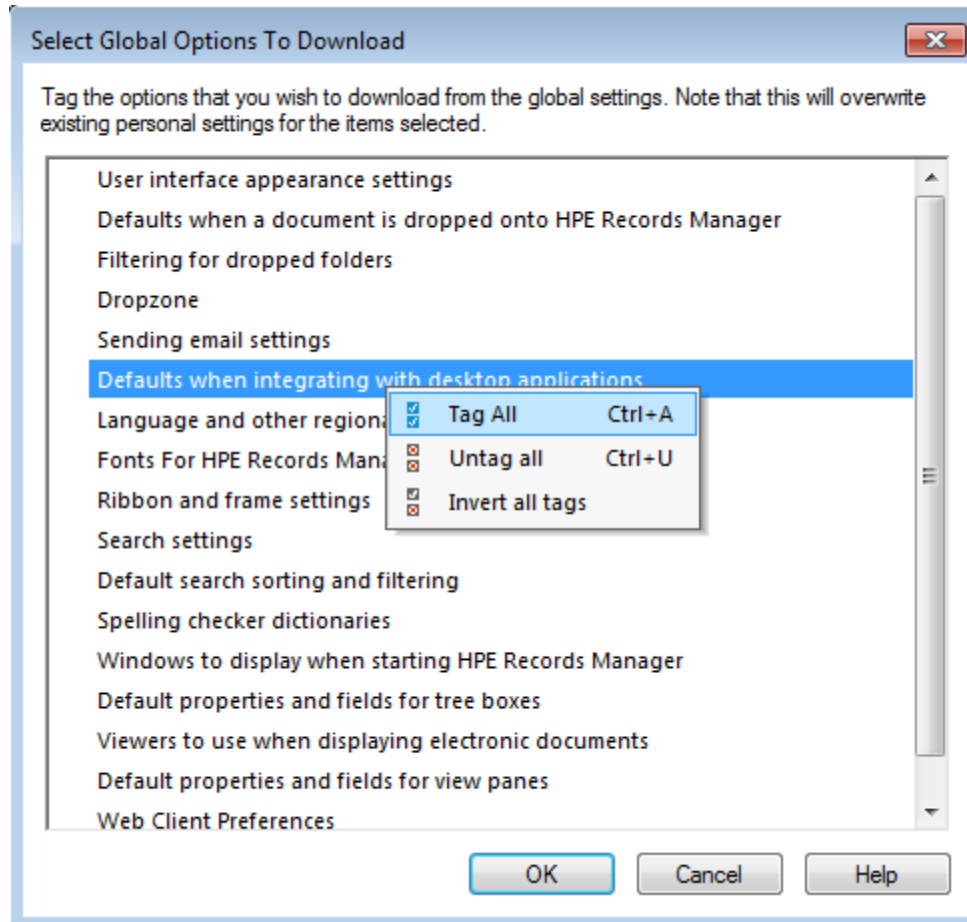 Select Global Options To Download
Tag the options that you wish to download from the global settings. Note that this will overwrite
existing personal settings for the items selected.
User interface appearance settings
Defaults when a document is dropped onto HPE Records Manager
Filtering for dropped folders
Dropzone
Sending email settings
Defaults when integrating with desktop applications
Language and other regiona
Tag All Ctrl+A
Fonts For HPE Records Mana
Untag all Ctrl+U
Ribbon and frame settings
Invert all tags
Search settings
Default search sorting and filtering
Spelling checker dictionaries
Windows to display when starting HPE Records Manager
Default properties and fields for tree boxes
Viewers to use when displaying electronic documents
Default properties and fields for view panes
Web Client Preferences
OK Cancel Help